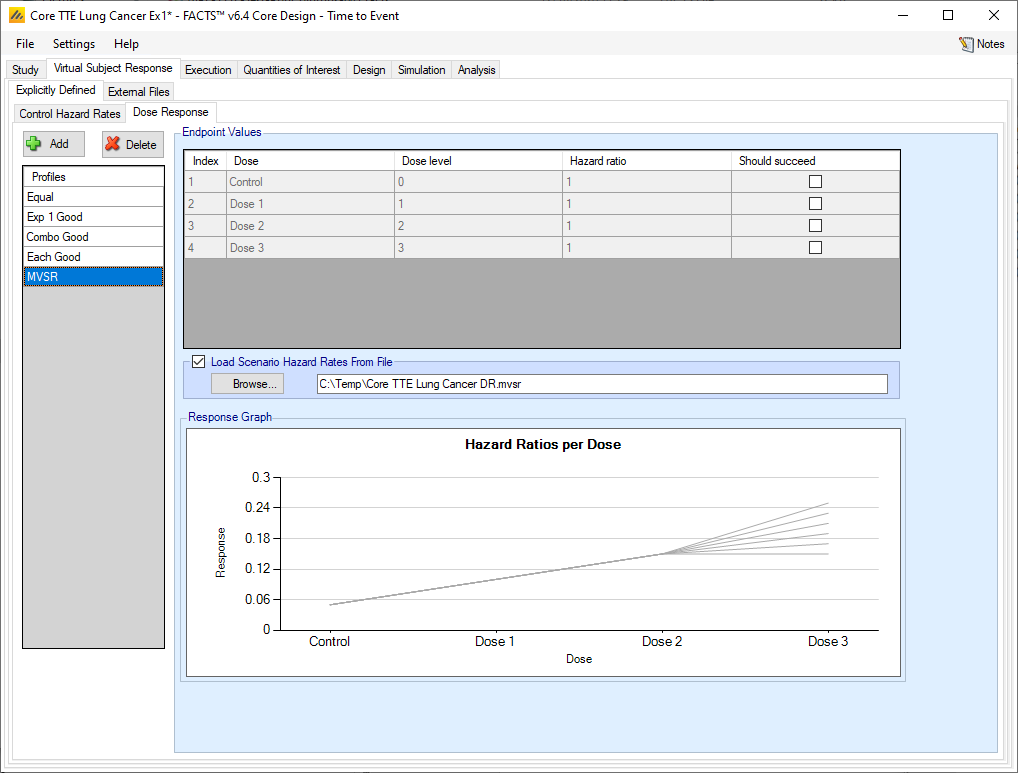 Core TTE Lung Cancer Ex1* - FACTS™ v6.4 Core Design - Time to Event
File Settings Help Notes
Study Virtual Subject Response Execution Quantities of Interest Design Simulation Analysis
Explicitly Defined External Files
Control Hazard Rates Dose Response
Add Delete
Profiles
Equal
Exp 1 Good
Combo Good
Each Good
MVSR
Endpoint Values
Index Dose Dose level Hazard ratio Should succeed
1 Control 0 1
2 Dose 1 1 1
3 Dose 2 2 1
4 Dose 3 3 1
Load Scenario Hazard Rates From File
Browse... C:\Temp\Core TTE Lung Cancer DR.mvsr
Response Graph
Hazard Ratios per Dose
0.3
0.24
0.18
0.12
0.06
0
Response
Control Dose 1 Dose 2 Dose 3
Dose